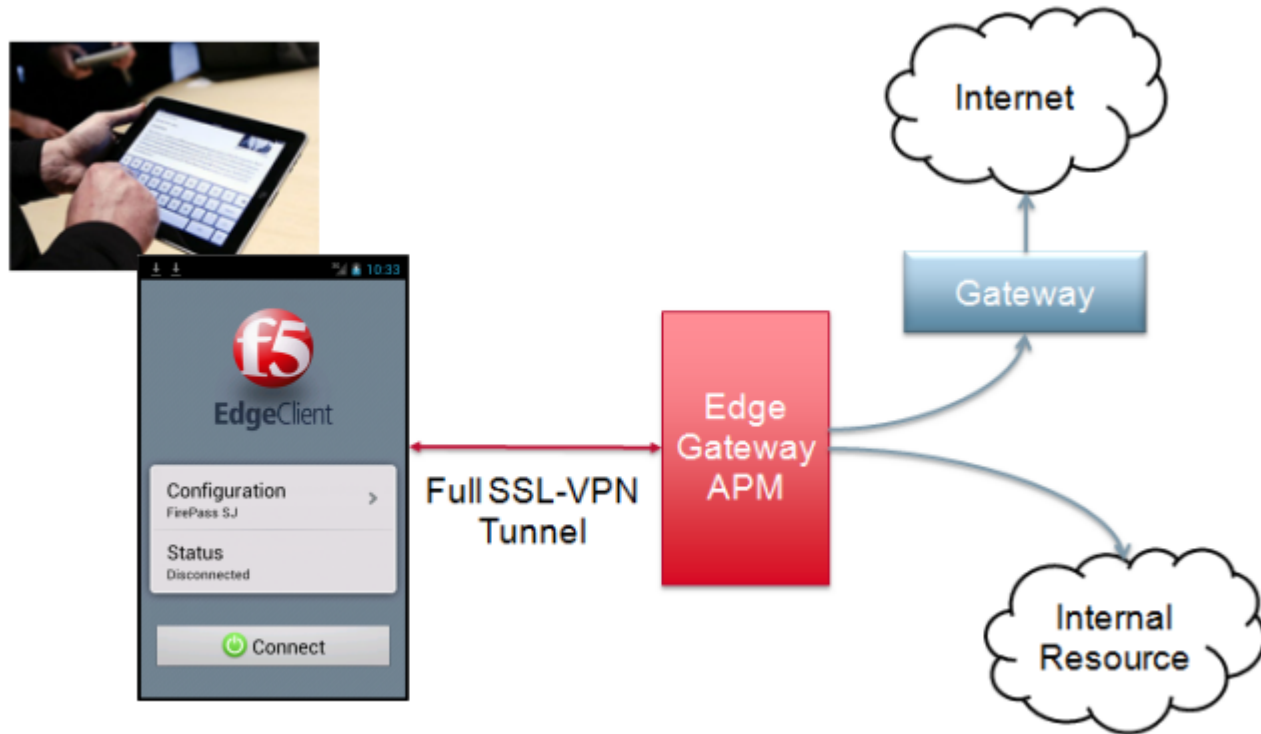 Internet
Gateway
10:33
f5
EdgeClient
Configuration
FirePass SJ
Status
Disconnected
Connect
Full SSL-VPN
Tunnel
Edge
Gateway
APM
Internal
Resource